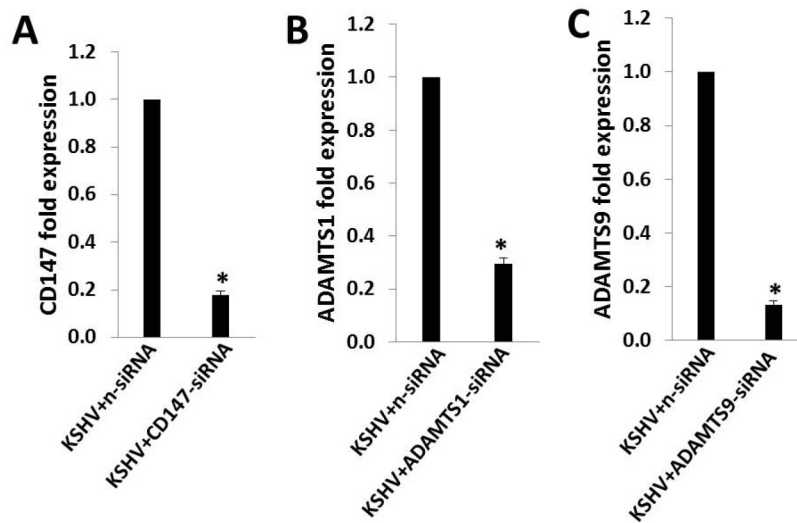 A
CD147 fold expression
1.2
1.0
0.8
0.6
0.4
0.2
0.0
*
KSHV+n-siRNA
KSHV+CD147-siRNA
B
ADAMTS1 fold expression
1.2
1.0
0.8
0.6
0.4
0.2
0.0
*
KSHV+n-siRNA
KSHV+ADAMTS1-siRNA
C
ADAMTS9 fold expression
1.2
1.0
0.8
0.6
0.4
0.2
0.0
*
KSHV+n-siRNA
KSHV+ADAMTS9-siRNA